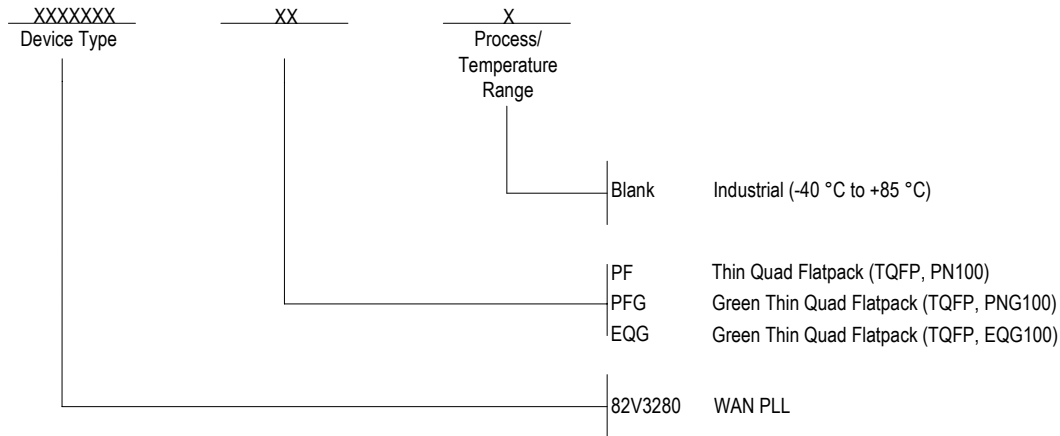 XXXXXXX XX X
Device Type Process/
Temperature
Range
Blank Industrial (-40 °C to +85 °C)
PF Thin Quad Flatpack (TQFP, PN100)
PFG Green Thin Quad Flatpack (TQFP, PNG100)
EQG Green Thin Quad Flatpack (TQFP, EQG100)
82V3280 WAN PLL